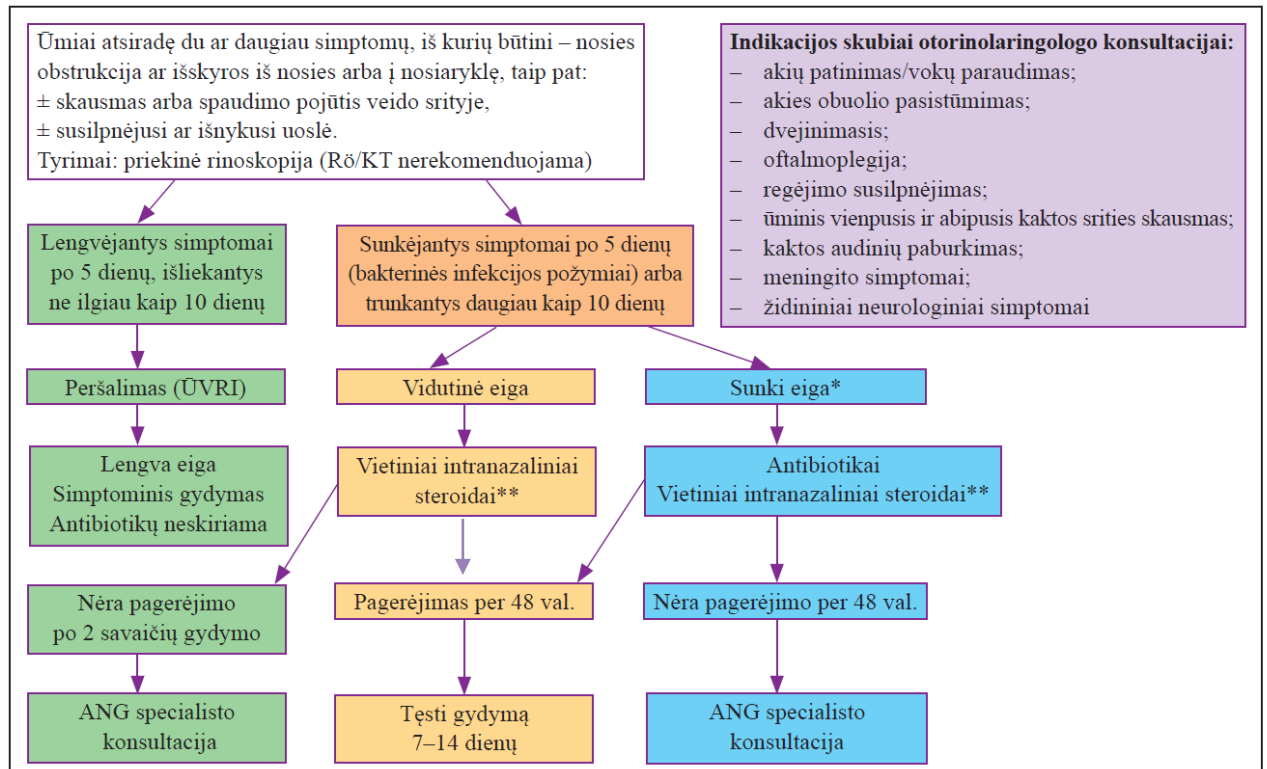 Ūmiai atsiradę du ar daugiau simptomų, iš kurių būtini – nosies
obstrukcija ar išskyros iš nosies arba į nosiaryklę, taip pat:
± skausmas arba spaudimo pojūtis veido srityje,
± susilpnėjusi ar išnykusi uoslė.
Tyrimai: priekinė rinoskopija (Rö/KT nerekomenduojama)
Indikacijos skubiai otorinolaringologo konsultacijai:
– akių patinimas/vokų paraudimas;
– akies obuolio pasistūmimas;
– dvejinimasis;
– oftalmoplegija;
– regėjimo susilpnėjimas;
– ūminis vienpusis ir abipusis kaktos srities skausmas;
– kaktos audinių paburkimas;
– meningito simptomai;
– židininiai neurologiniai simptomai
Lengvėjantys simptomai
po 5 dienų, išliekantys
ne ilgiau kaip 10 dienų
Sunkėjantys simptomai po 5 dienų
(bakterinės infekcijos požymiai) arba
trunkantys daugiau kaip 10 dienų
Peršalimas (ŪVRI)
Vidutinė eiga
Sunki eiga*
Lengva eiga
Simptominis gydymas
Antibiotikų neskiriama
Vietiniai intranazaliniai
steroidai**
Antibiotikai
Vietiniai intranazaliniai steroidai**
Nėra pagerėjimo
po 2 savaičių gydymo
Pagerėjimas per 48 val.
Nėra pagerėjimo per 48 val.
ANG specialisto
konsultacija
Tęsti gydymą
7–14 dienų
ANG specialisto
konsultacija